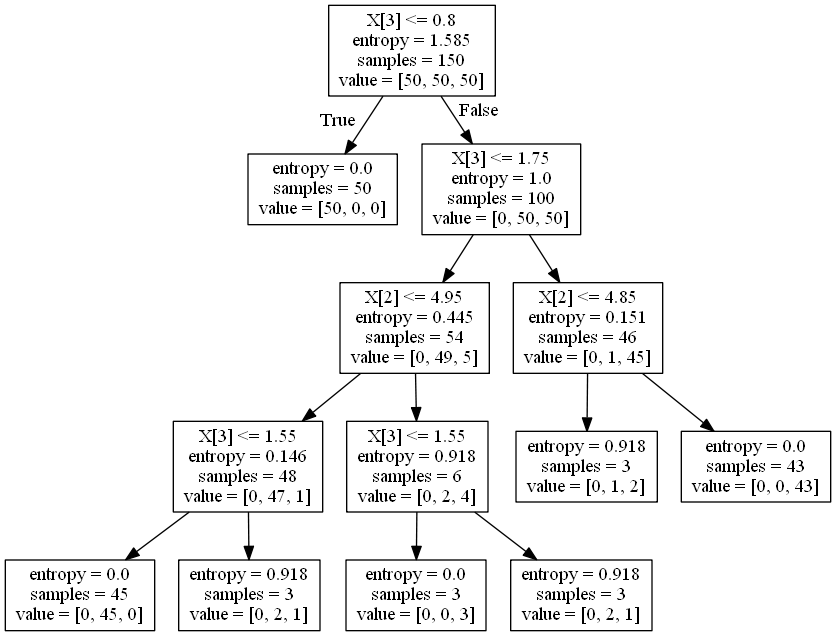 X[3] <= 0.8
entropy = 1.585
samples = 150
value = [50, 50, 50]
True
False
entropy = 0.0
samples = 50
value = [50, 0, 0]
X[3] <= 1.75
entropy = 1.0
samples = 100
value = [0, 50, 50]
X[2] <= 4.95
entropy = 0.445
samples = 54
value = [0, 49, 5]
X[2] <= 4.85
entropy = 0.151
samples = 46
value = [0, 1, 45]
X[3] <= 1.55
entropy = 0.146
samples = 48
value = [0, 47, 1]
X[3] <= 1.55
entropy = 0.918
samples = 6
value = [0, 2, 4]
entropy = 0.918
samples = 3
value = [0, 1, 2]
entropy = 0.0
samples = 43
value = [0, 0, 43]
entropy = 0.0
samples = 45
value = [0, 45, 0]
entropy = 0.918
samples = 3
value = [0, 2, 1]
entropy = 0.0
samples = 3
value = [0, 0, 3]
entropy = 0.918
samples = 3
value = [0, 2, 1]